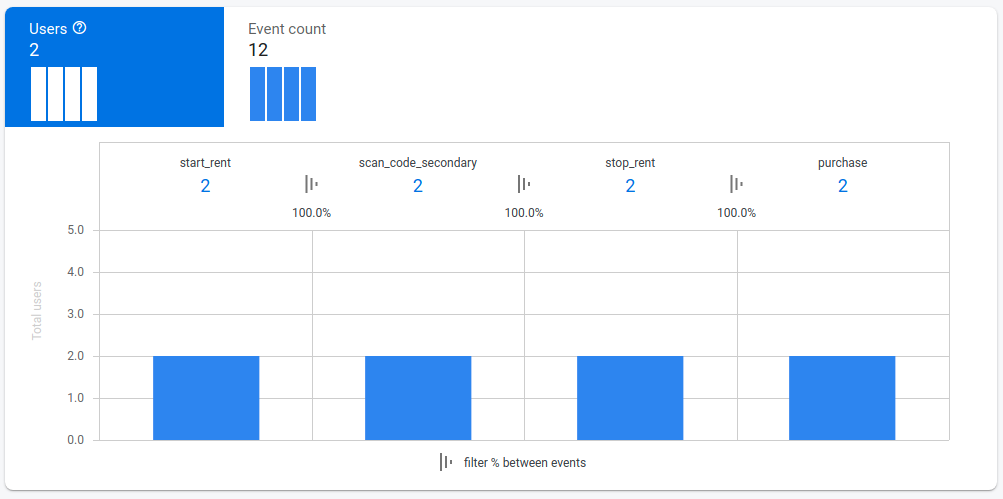 Users
2
Event count
12
start_rent
2
scan_code_secondary
2
stop_rent
2
purchase
2
100.0%
100.0%
100.0%
5.0
4.0
3.0
2.0
1.0
0.0
Total users
filter % between events